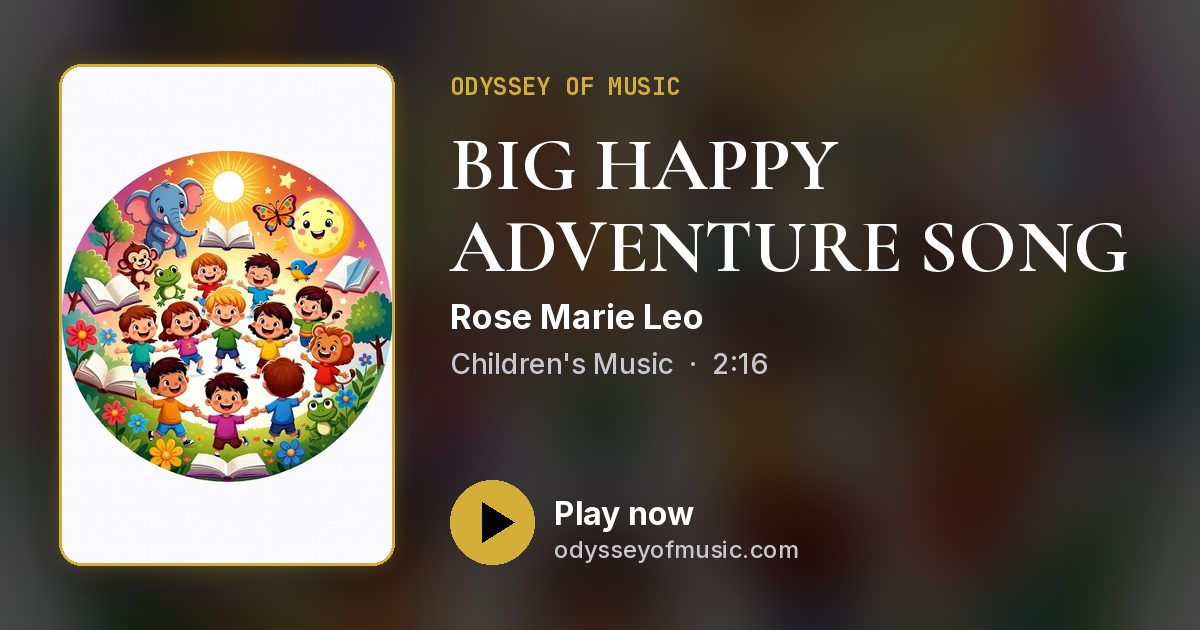 ODYSSEY OF MUSIC
BIG HAPPY
ADVENTURE SONG
Rose Marie Leo
Children's Music · 2:16
Play now
odysseyofmusic.com